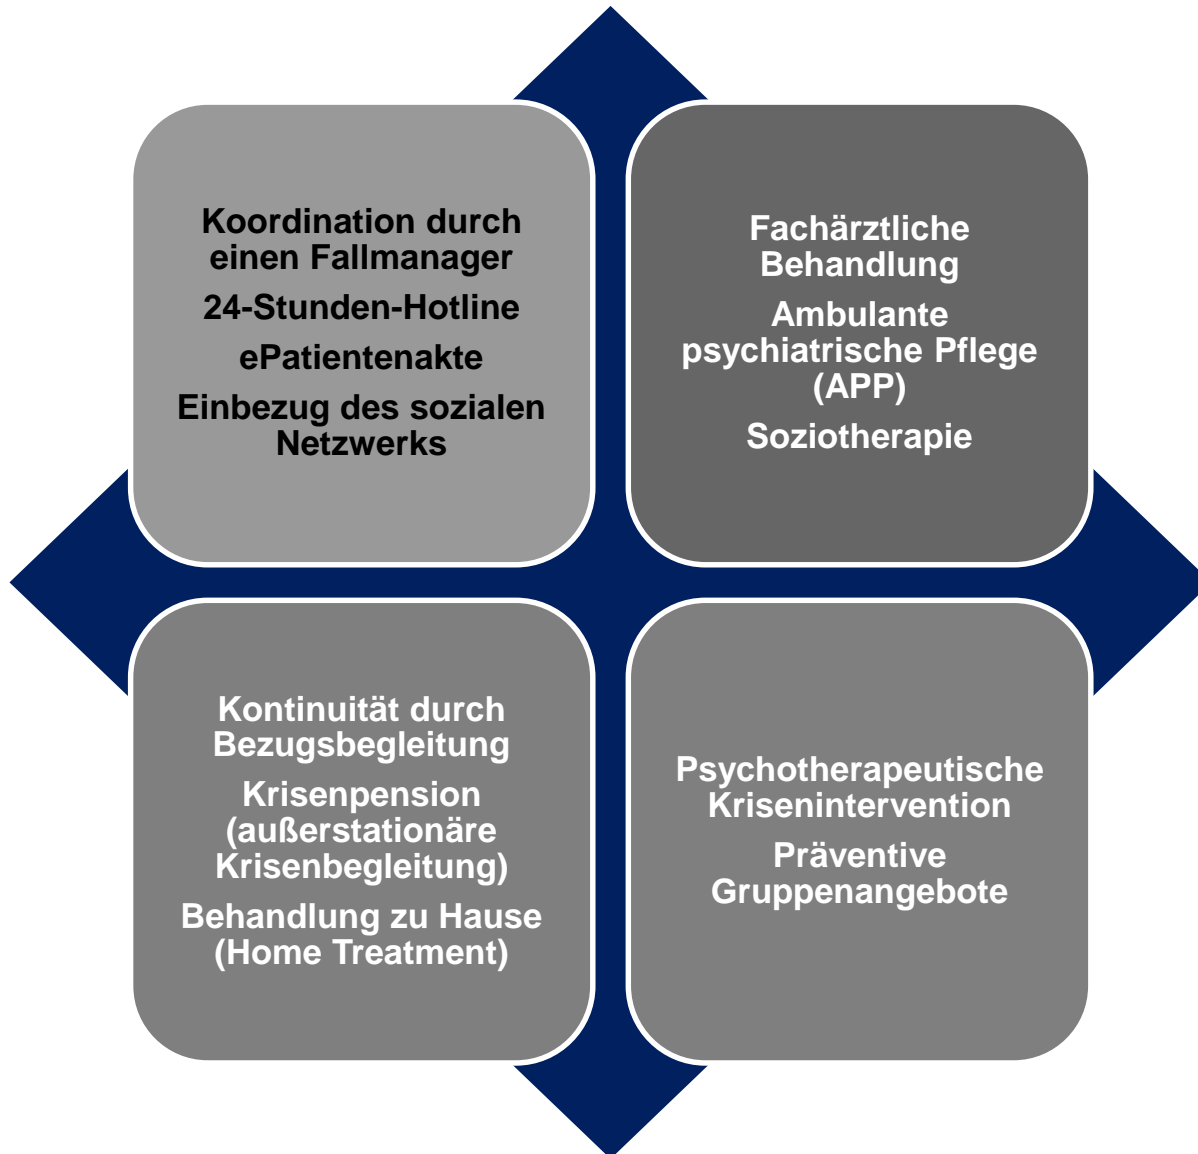 Koordination durch
einen Fallmanager
24-Stunden-Hotline
ePatientenakte
Einbezug des sozialen
Netzwerks
Fachärztliche
Behandlung
Ambulante
psychiatrische Pflege
(APP)
Soziotherapie
Kontinuität durch
Bezugsbegleitung
Krisenpension
(außerstationäre
Krisenbegleitung)
Behandlung zu Hause
(Home Treatment)
Psychotherapeutische
Krisenintervention
Präventive
Gruppenangebote